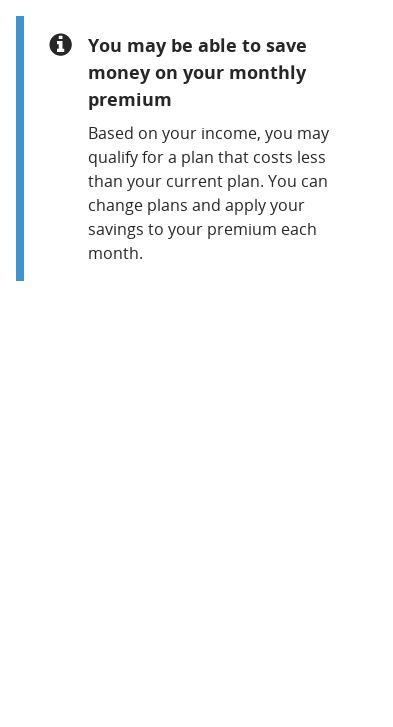 You may be able to save
money on your monthly
premium
Based on your income, you may
qualify for a plan that costs less
than your current plan. You can
change plans and apply your
savings to your premium each
month.